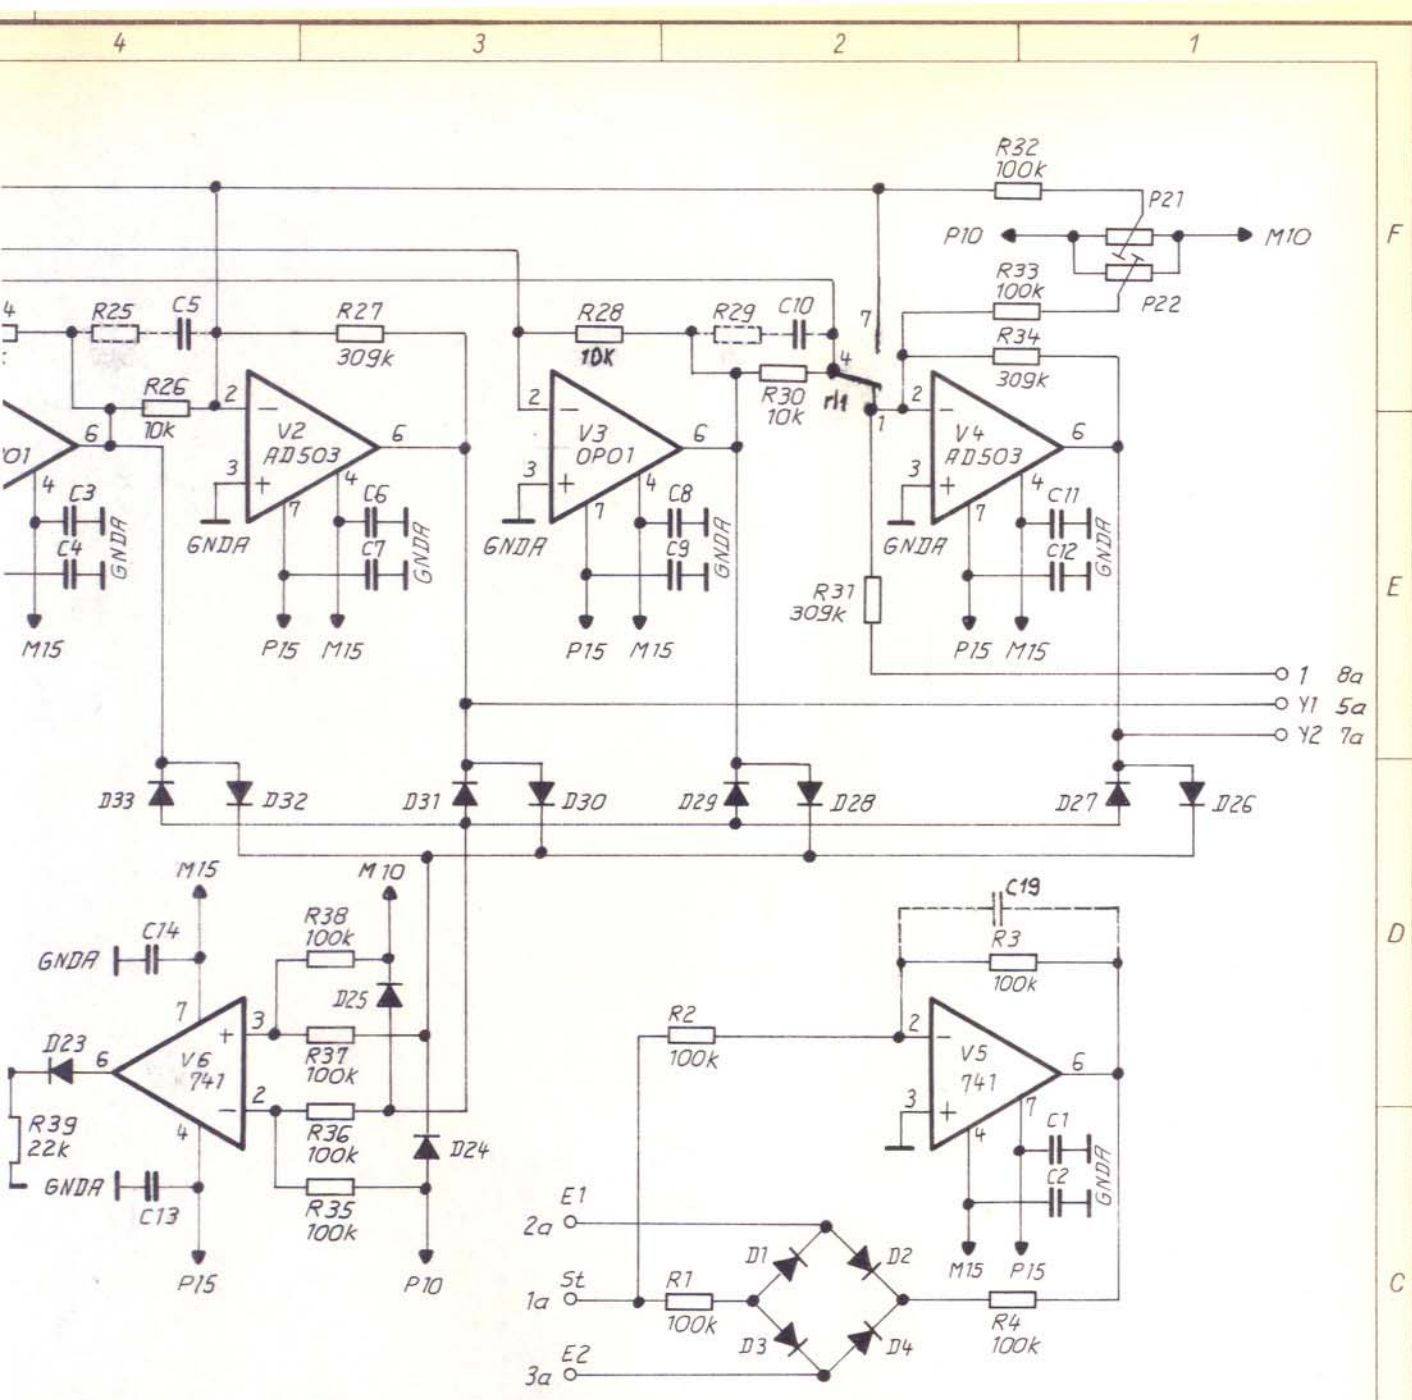 4 3 2 1
R32
100k
P21
P10 M10 F
R33
100k
P22
4 R25 C5 R27 R28 R29 C10 7
309k 10K 4 R34
309k
R26
10k
2 − 2 − R30
10k
r11 1 2 −
V2
AD503
6
V3
OP01
6
V4
AD503
6
6
P01
4
3 + 4 7
3 + 4 7
3 + 4 7
C3
C4
GNDA
GNDA
C6
C7
GNDA
GNDA
C8
C9
GNDA
GNDA
C11
C12
GNDA
R31
309k
E
M15 P15 M15 P15 M15 P15 M15
1 8a
Y1 5a
Y2 7a
D33 D32 D31 D30 D29 D28 D27 D26
M15 M10
C19
C14
GNDA
R38
100k
R3
100k
D
7 3 +
D25
R2
100k
2 −
D23 6
V6
741
R37
100k
V5
741
6
2 −
4
R36
100k
3 +
4 7
R39
22k
D24
C1
C2
GNDA
GNDA
C13
R35
100k
P15 P10
M15 P15
E1
2a
D1 D2
St
1a
R1
100k
R4
100k
C
D3 D4
E2
3a